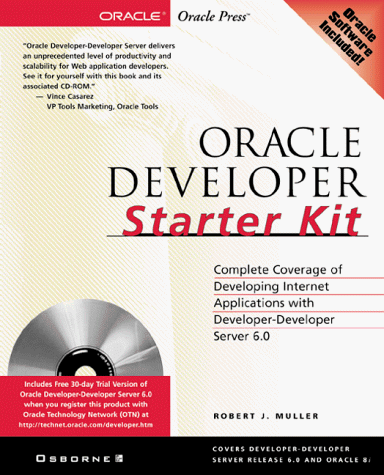 ORACLE® Oracle Press™
Oracle
Software
Included!
"Oracle Developer-Developer Server delivers
an unprecedented level of productivity and
scalability for Web application developers.
See it for yourself with this book and its
associated CD-ROM."
— Vince Casarez
VP Tools Marketing, Oracle Tools
ORACLE
DEVELOPER
Starter Kit
Complete Coverage of
Developing Internet
Applications with
Developer-Developer
Server 6.0
Includes Free 30-day Trial Version of
Oracle Developer-Developer Server 6.0
when you register this product with
Oracle Technology Network (OTN) at
http://technet.oracle.com/developer.htm
ROBERT J. MULLER
OSBORNE
COVERS DEVELOPER-DEVELOPER
SERVER RELEASE 6.0 AND ORACLE 8i